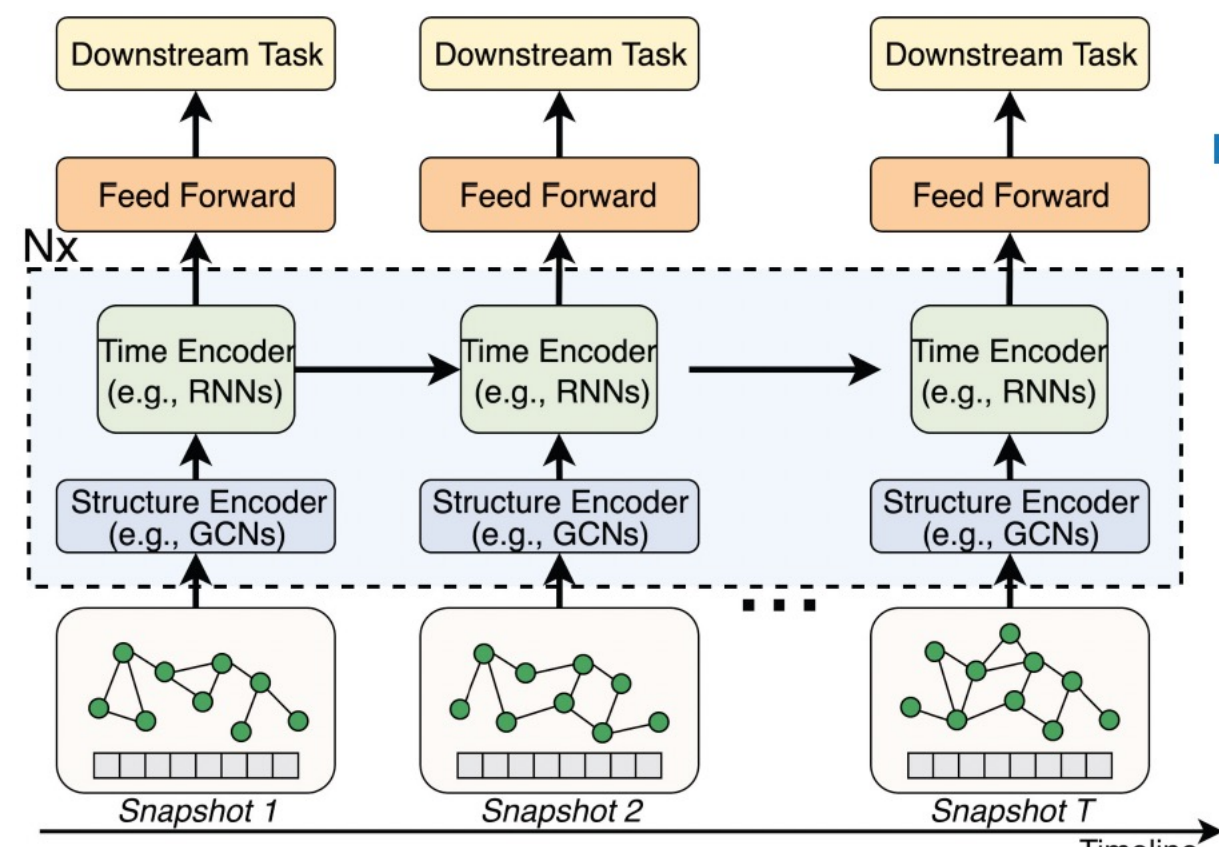 Downstream Task Downstream Task Downstream Task
Feed Forward Feed Forward Feed Forward
Nx
Time Encoder Time Encoder Time Encoder
(e.g., RNNs) (e.g., RNNs) (e.g., RNNs)
Structure Encoder Structure Encoder Structure Encoder
(e.g., GCNs) (e.g., GCNs) (e.g., GCNs)
...
Snapshot 1 Snapshot 2 Snapshot T
Timeline